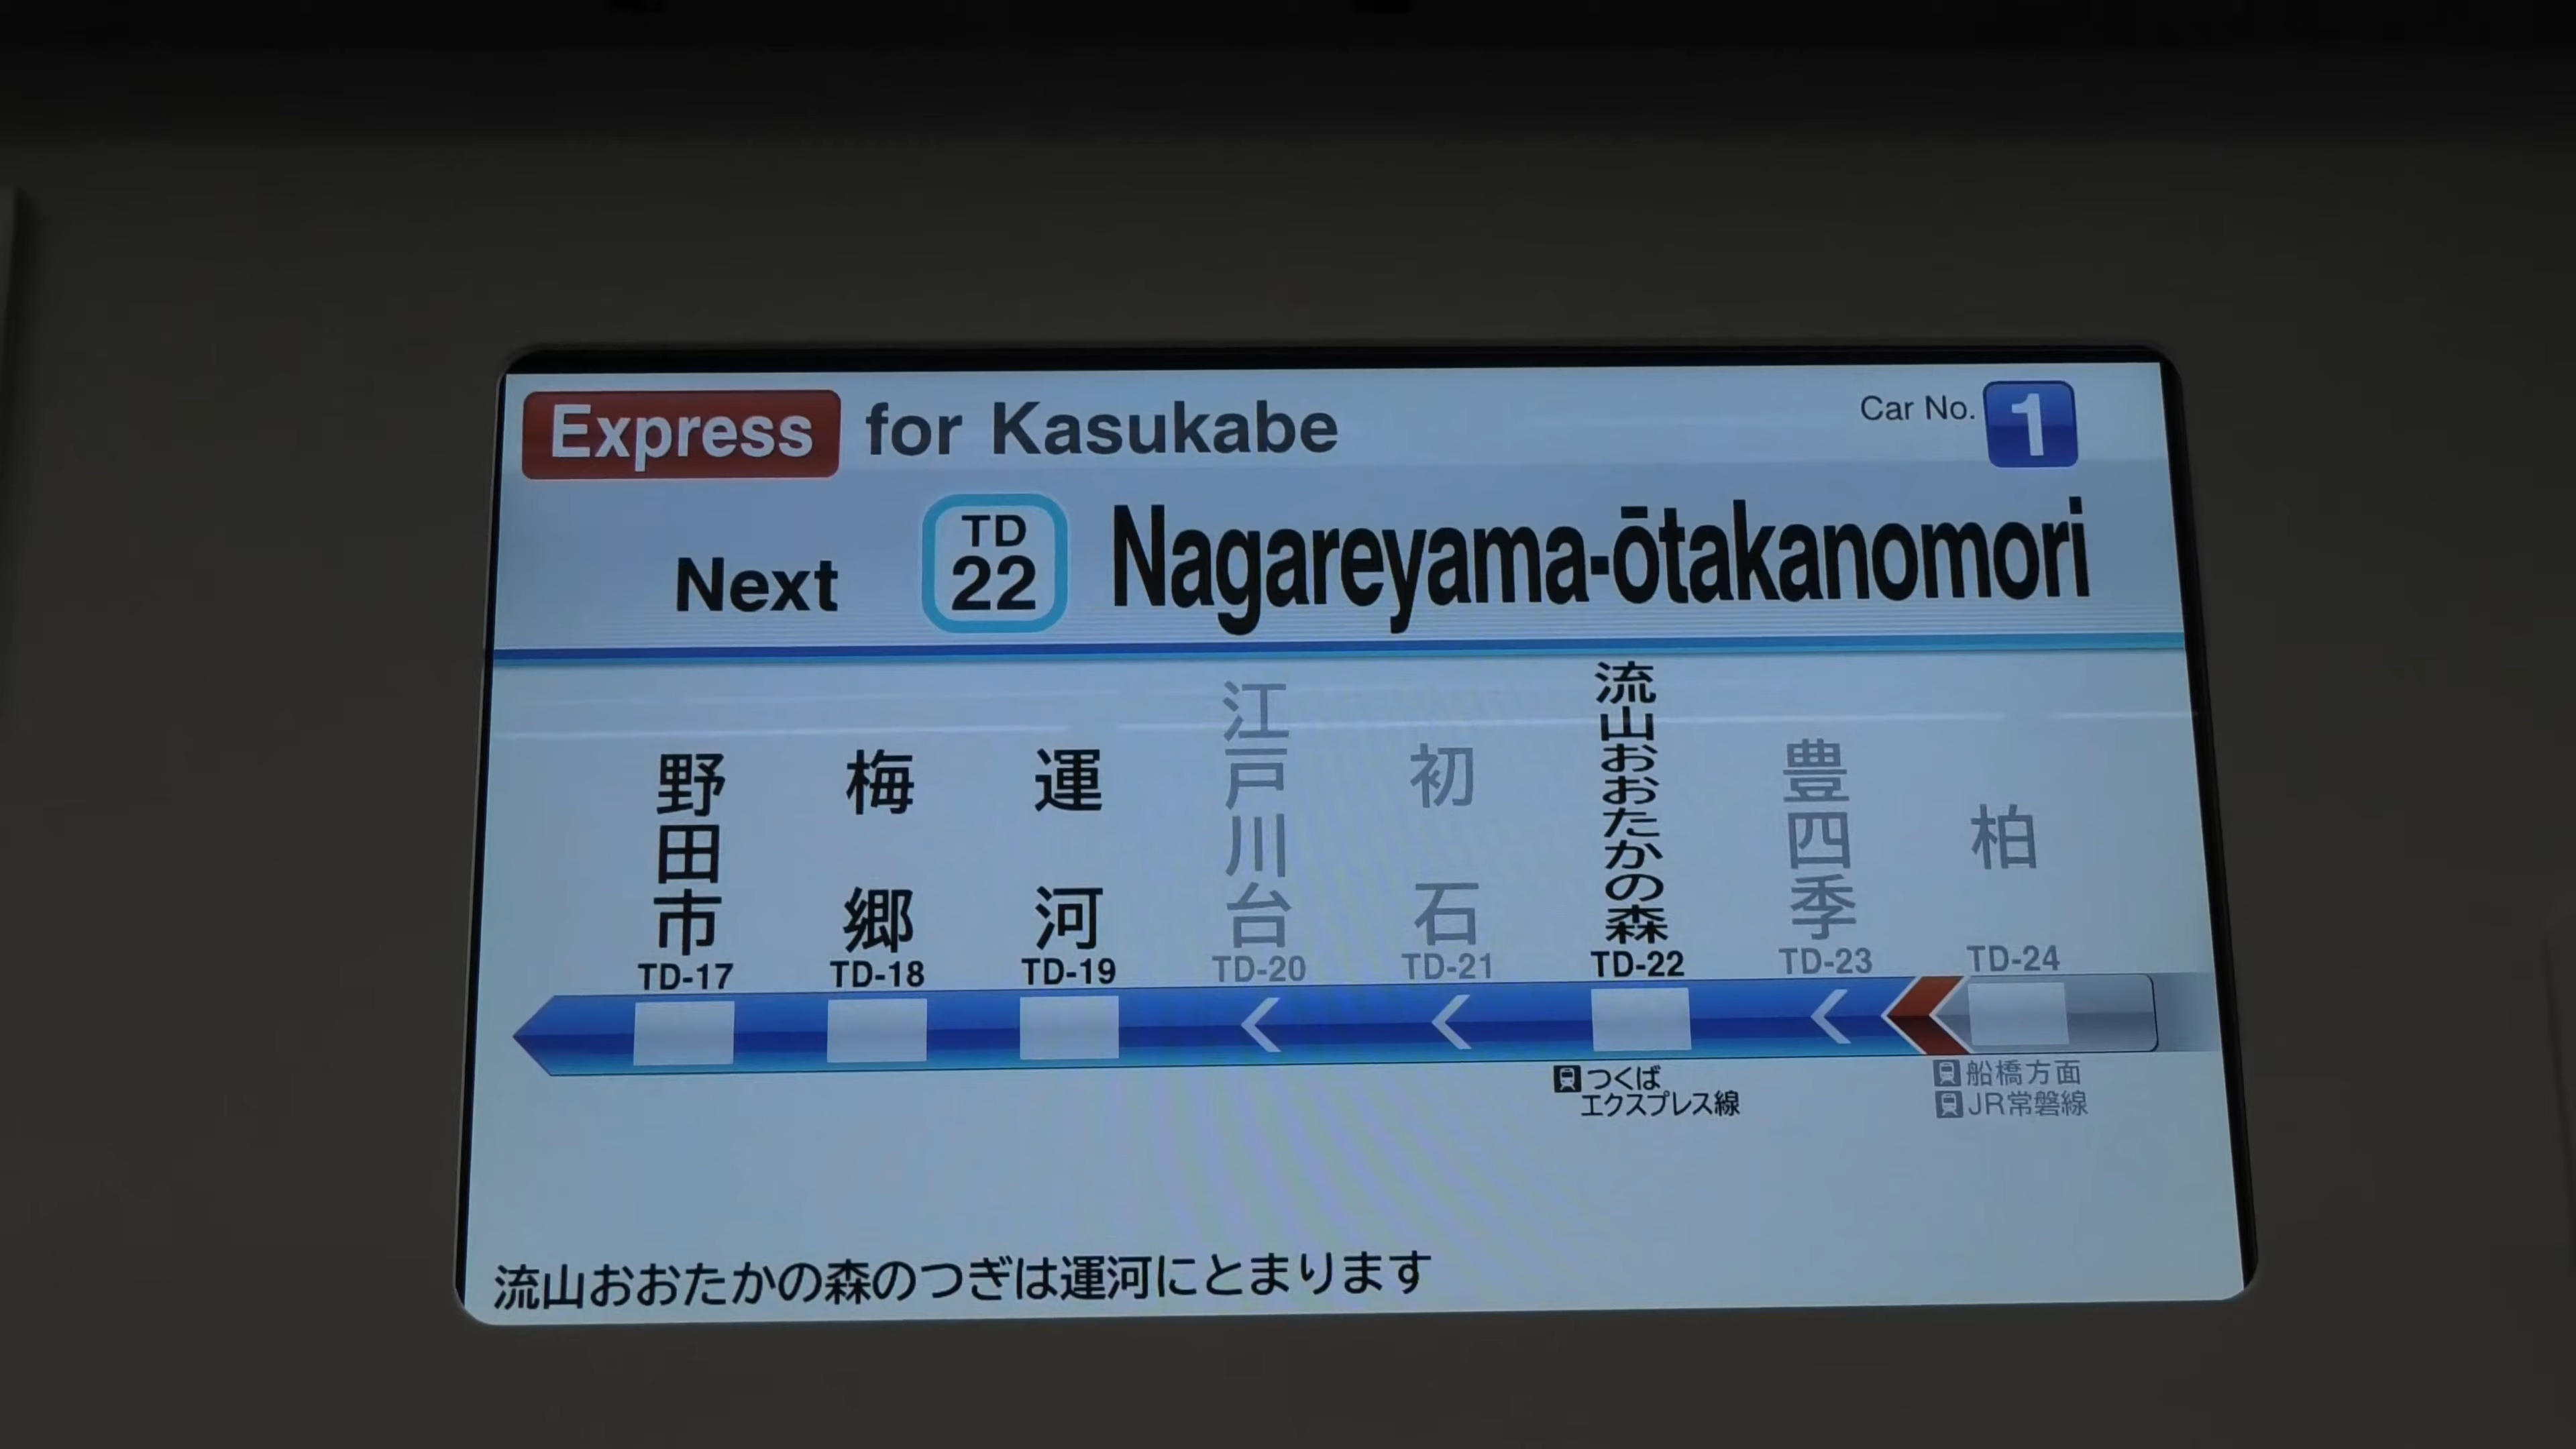 Express for Kasukabe
Car No. 1
Next TD 22 Nagareyama-ōtakanomori
野田市
梅郷
運河
江戸川台
初石
流山おおたかの森
豊四季
柏
TD-17 TD-18 TD-19 TD-20 TD-21 TD-22 TD-23 TD-24
つくば
エクスプレス線
船橋方面
JR常磐線
流山おおたかの森のつぎは運河にとまります